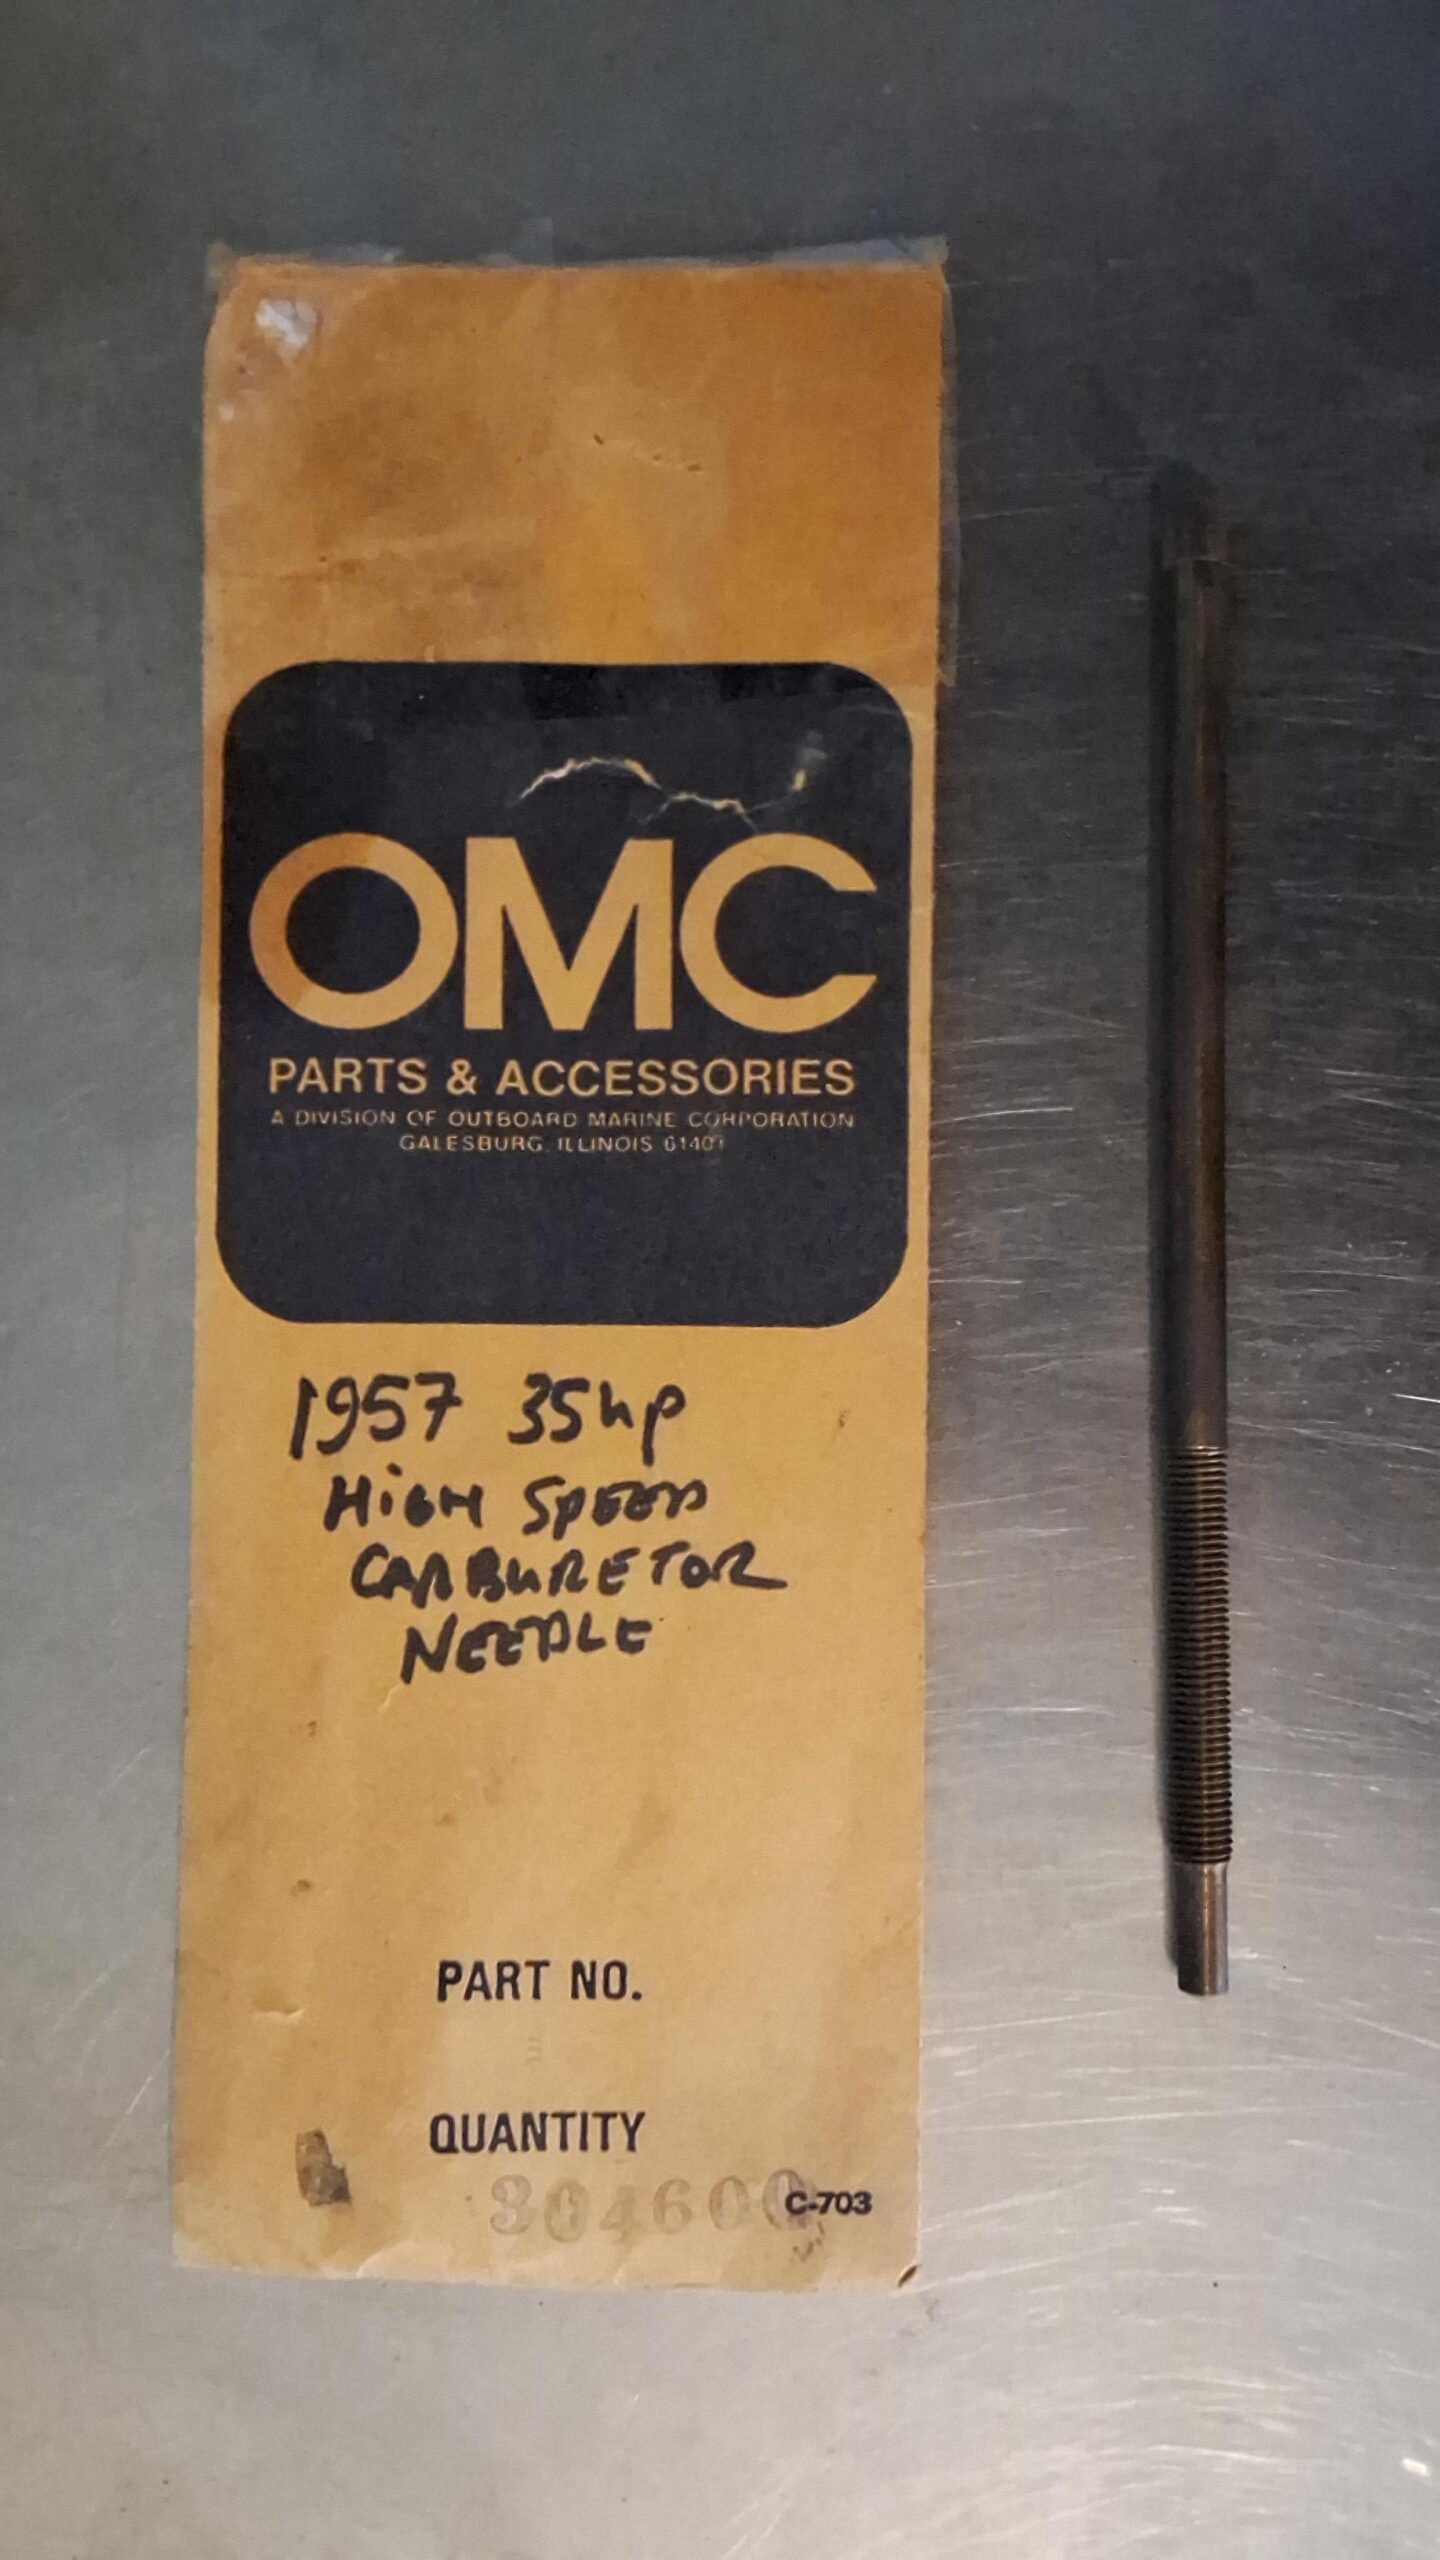 OMC
PARTS & ACCESSORIES
A DIVISION OF OUTBOARD MARINE CORPORATION
GALESBURG, ILLINOIS 61401
1957 35hp
HiGH SPEED
CARBURETOR
NEEDLE
PART NO.
QUANTITY
304600
C-703